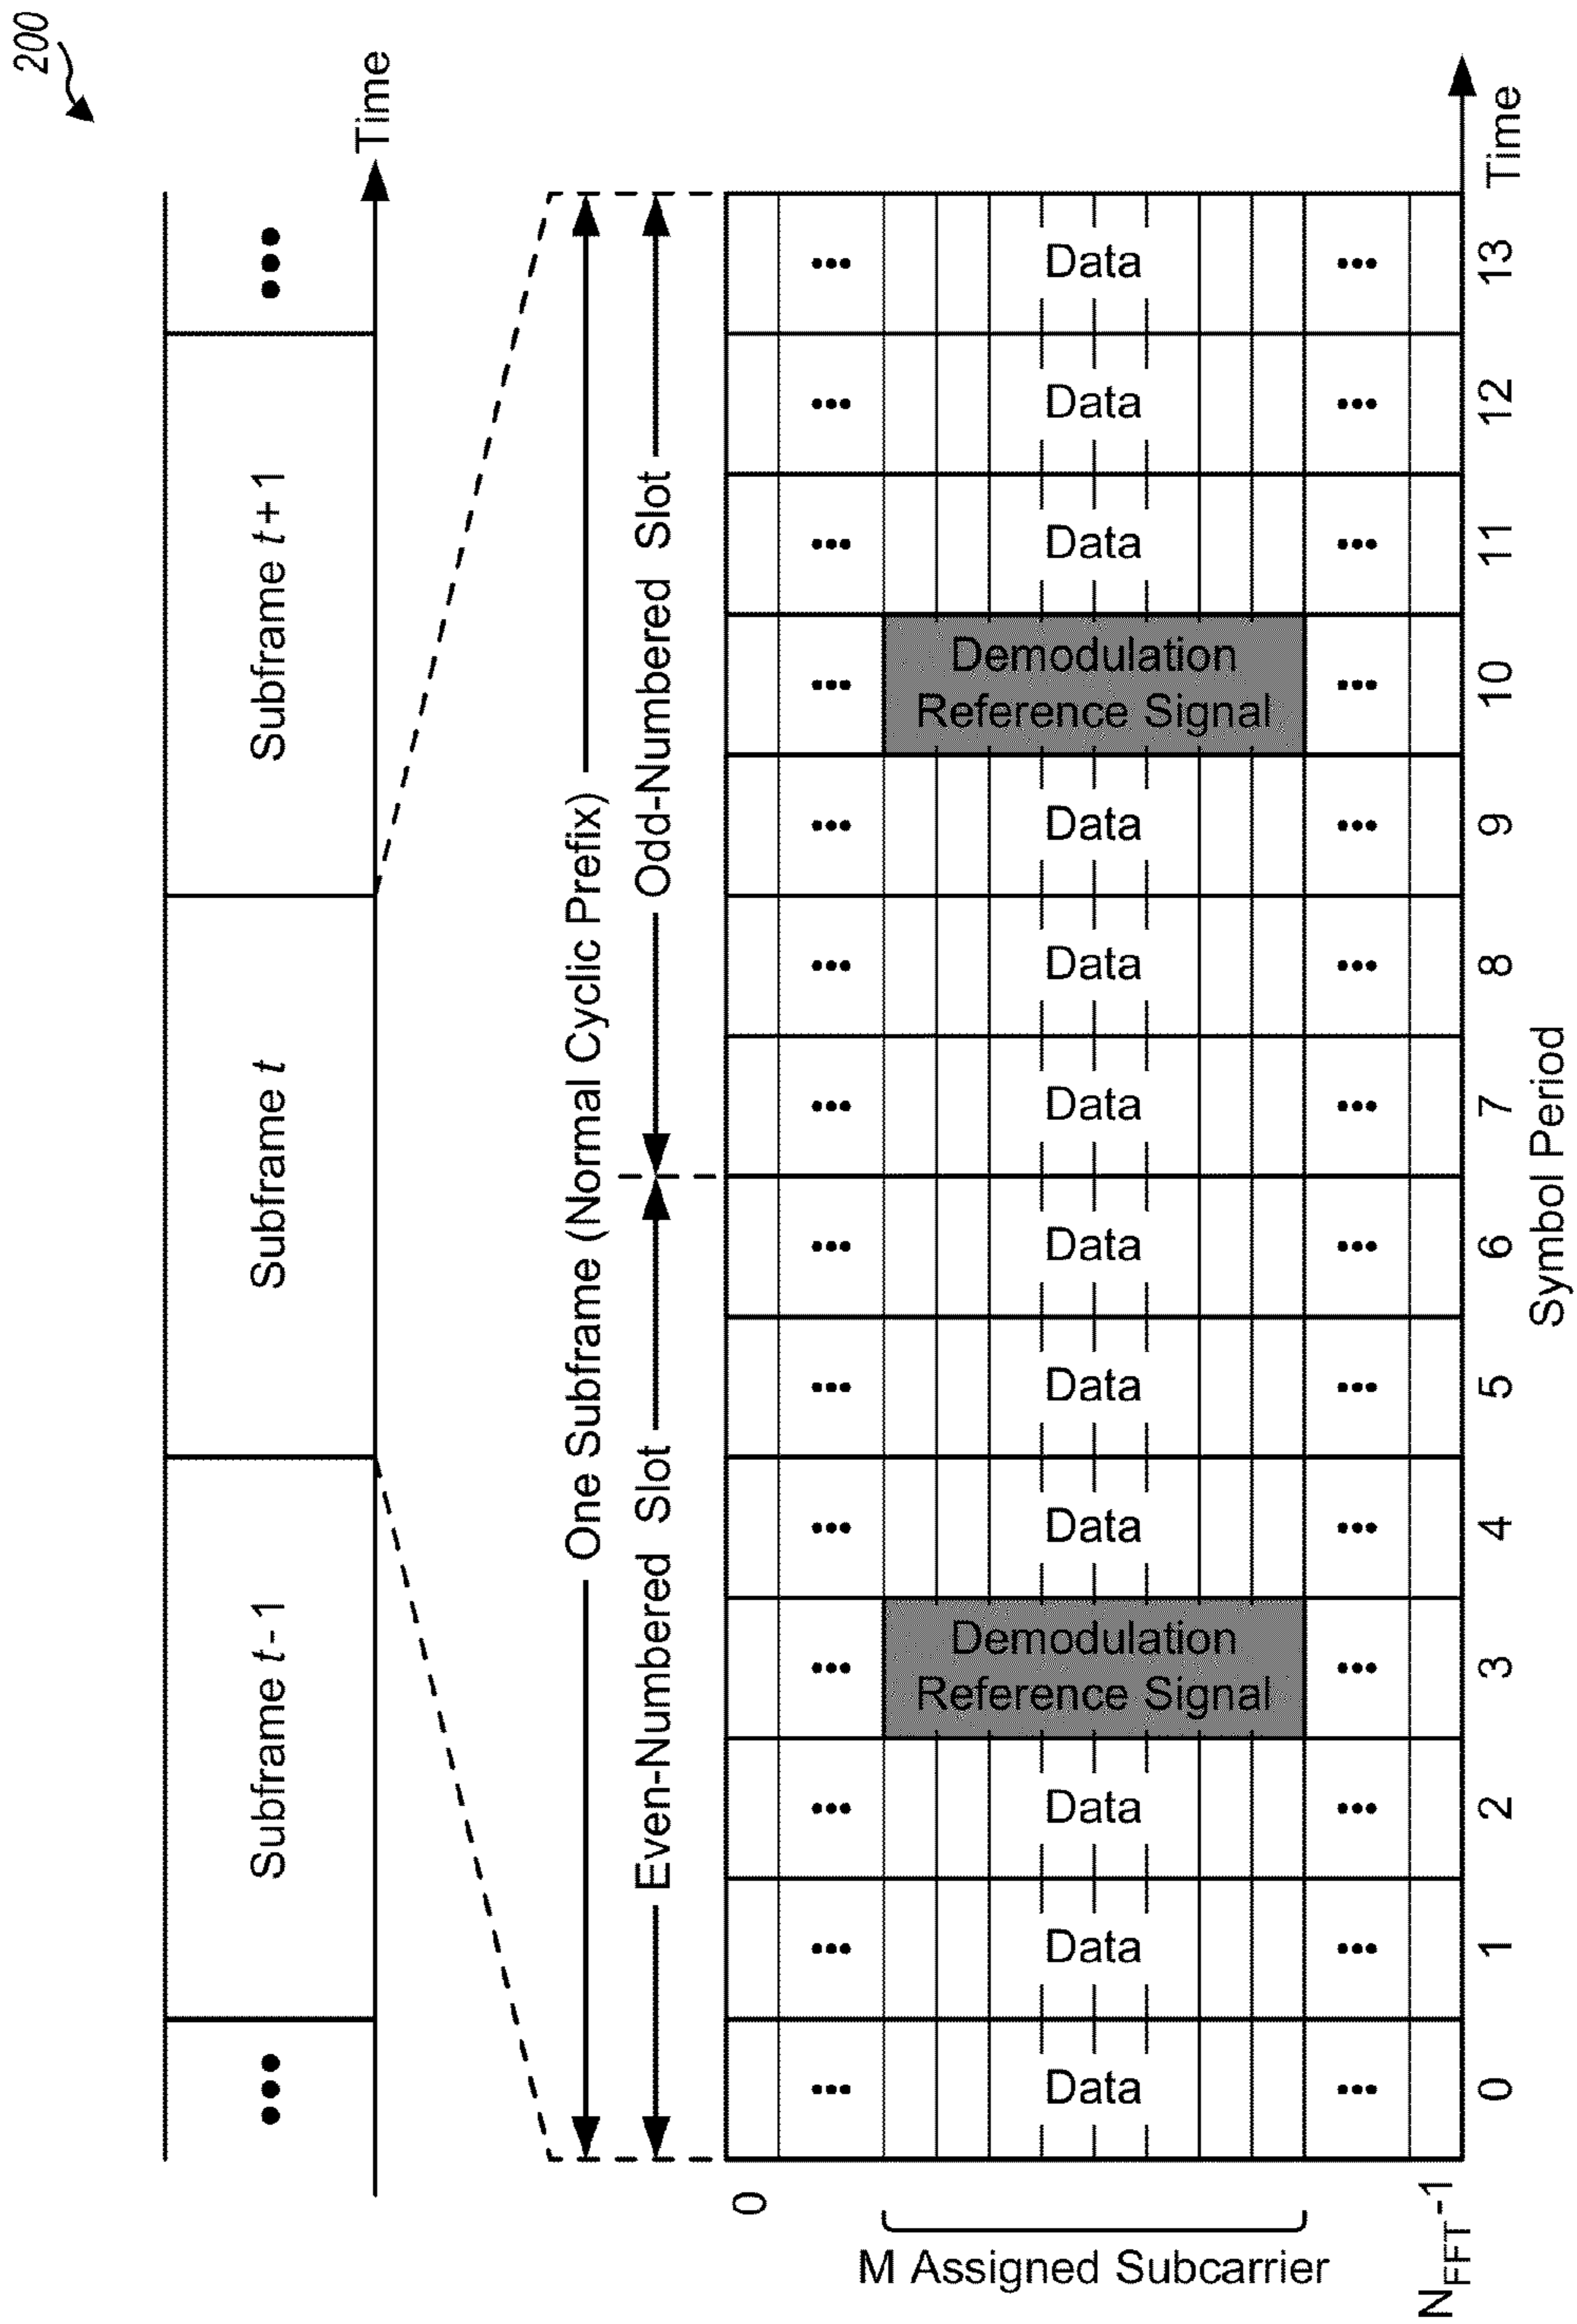 200
••• Subframe t-1 Subframe t Subframe t+1 •••
Time
One Subframe (Normal Cyclic Prefix)
Even-Numbered Slot Odd-Numbered Slot
0
••• ••• ••• ••• ••• ••• ••• ••• ••• ••• ••• ••• ••• •••
M Assigned Subcarrier
Data Data Data Demodulation Reference Signal Data Data Data Data Data Data Demodulation Reference Signal Data Data Data
••• ••• ••• ••• ••• ••• ••• ••• ••• ••• ••• ••• ••• •••
NFFT-1
0 1 2 3 4 5 6 7 8 9 10 11 12 13 Time
Symbol Period